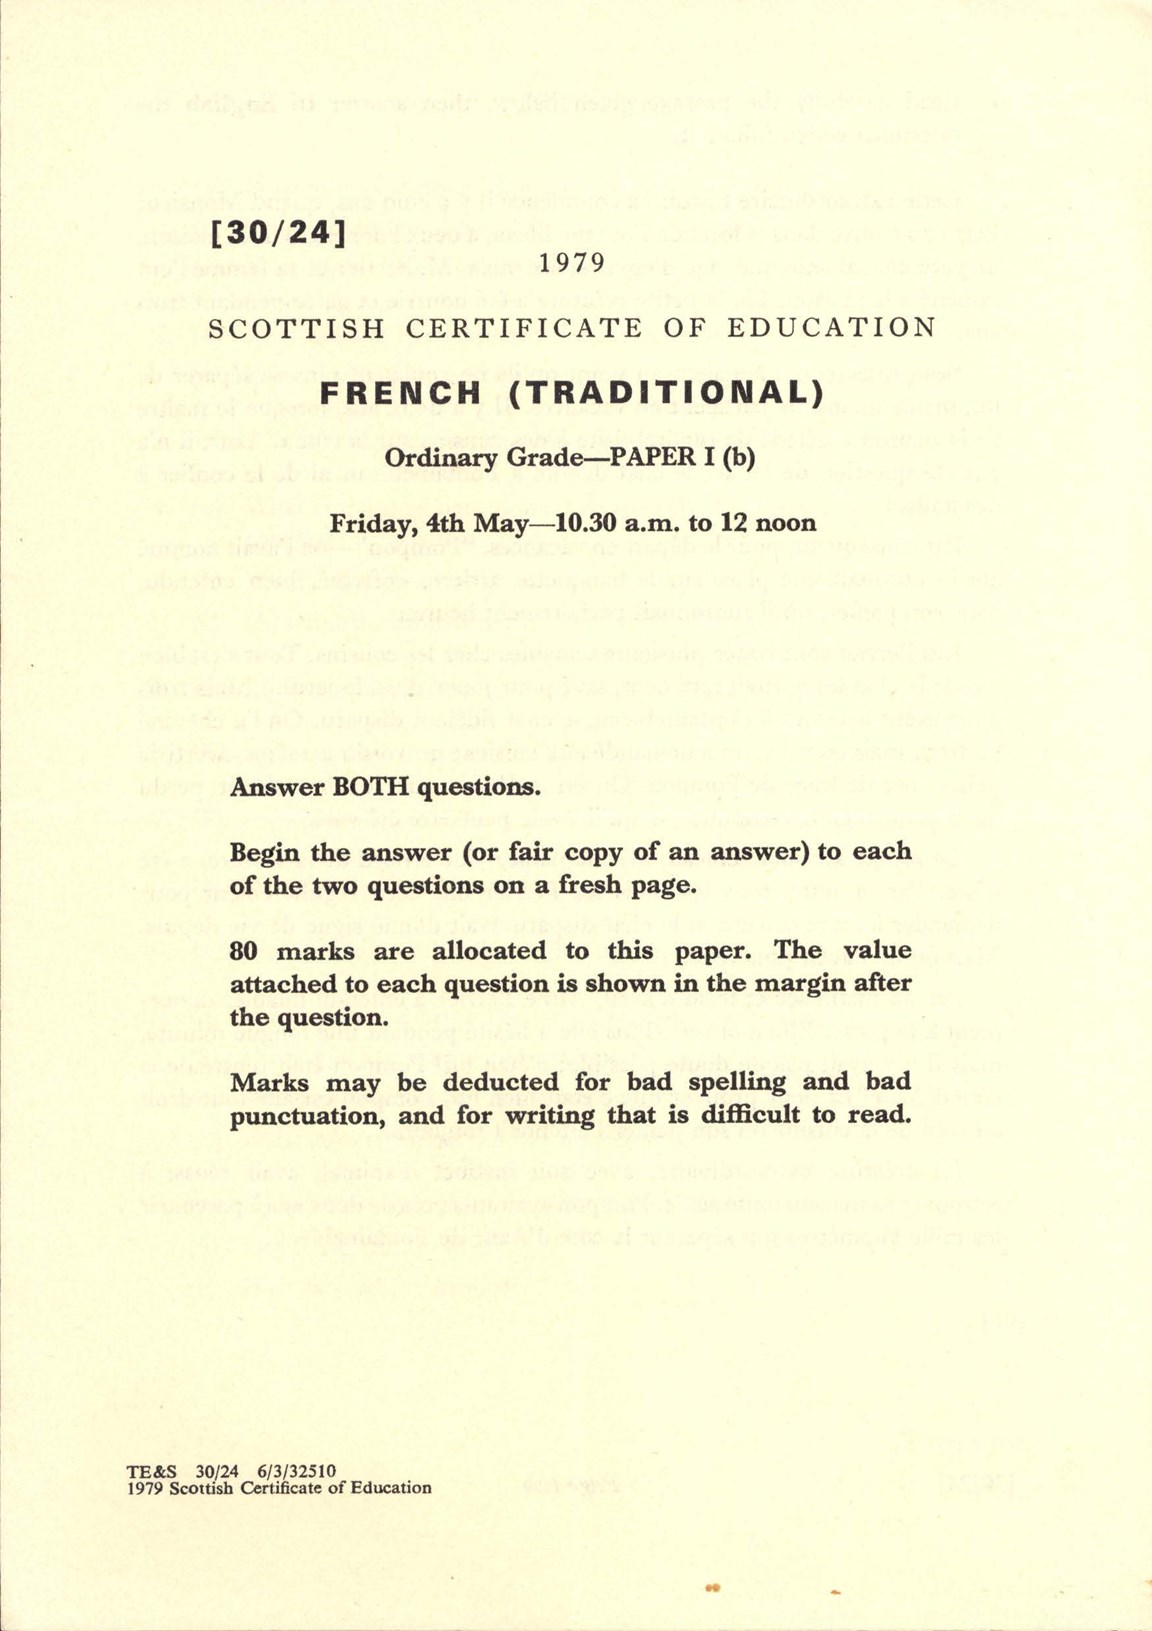 [30/24]
1979
SCOTTISH CERTIFICATE OF EDUCATION
FRENCH (TRADITIONAL)
Ordinary Grade—PAPER I (b)
Friday, 4th May—10.30 a.m. to 12 noon
Answer BOTH questions.
Begin the answer (or fair copy of an answer) to each
of the two questions on a fresh page.
80 marks are allocated to this paper. The value
attached to each question is shown in the margin after
the question.
Marks may be deducted for bad spelling and bad
punctuation, and for writing that is difficult to read.
TE&S 30/24 6/3/32510
1979 Scottish Certificate of Education